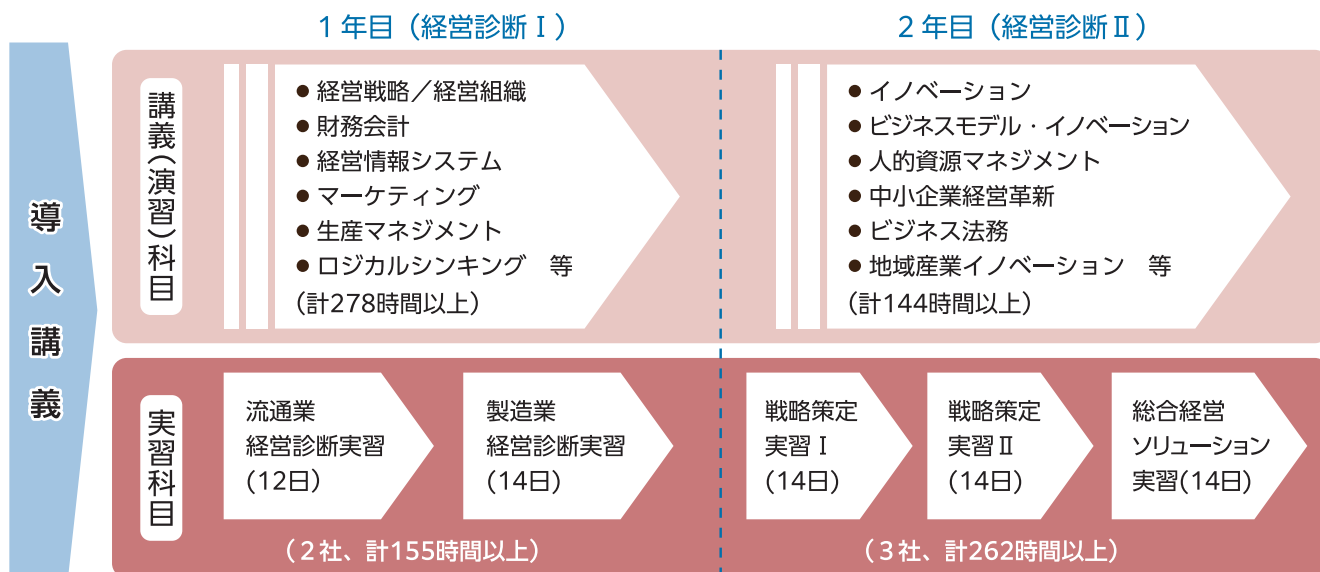 導入講義
1年目（経営診断Ⅰ）
2年目（経営診断Ⅱ）
講義(演習)科目
● 経営戦略／経営組織
● 財務会計
● 経営情報システム
● マーケティング
● 生産マネジメント
● ロジカルシンキング　等
(計278時間以上)
● イノベーション
● ビジネスモデル・イノベーション
● 人的資源マネジメント
● 中小企業経営革新
● ビジネス法務
● 地域産業イノベーション　等
(計144時間以上)
実習科目
流通業
経営診断実習
(12日)
製造業
経営診断実習
(14日)
（２社、計155時間以上）
戦略策定
実習Ⅰ
(14日)
戦略策定
実習Ⅱ
(14日)
総合経営
ソリューション
実習(14日)
（３社、計262時間以上）